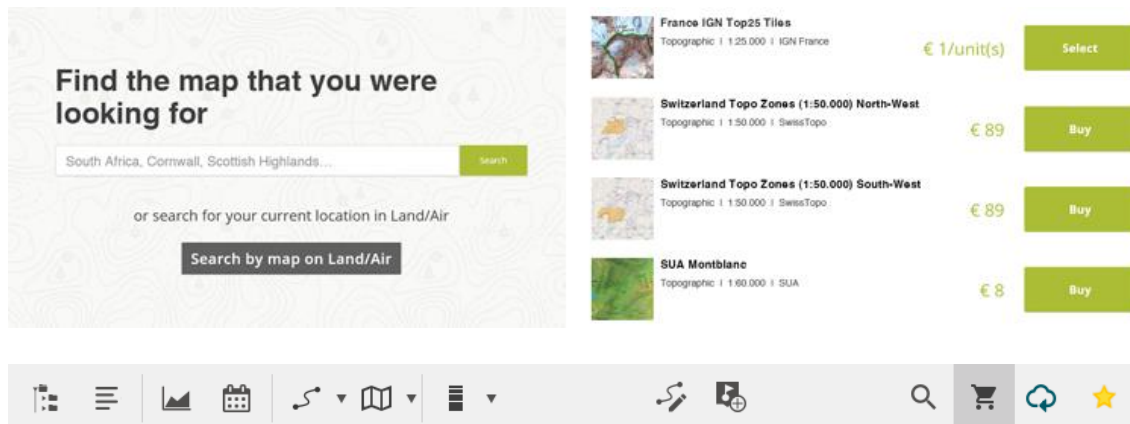 Find the map that you were
looking for
South Africa, Cornwall, Scottish Highlands...
Search
or search for your current location in Land/Air
Search by map on Land/Air
France IGN Top25 Tiles
Topographic | 1:25.000 | IGN France
€ 1/unit(s)
Select
Switzerland Topo Zones (1:50.000) North-West
Topographic | 1:50.000 | SwissTopo
€ 89
Buy
Switzerland Topo Zones (1:50.000) South-West
Topographic | 1:50.000 | SwissTopo
€ 89
Buy
SUA Montblanc
Topographic | 1:60.000 | SUA
€ 8
Buy